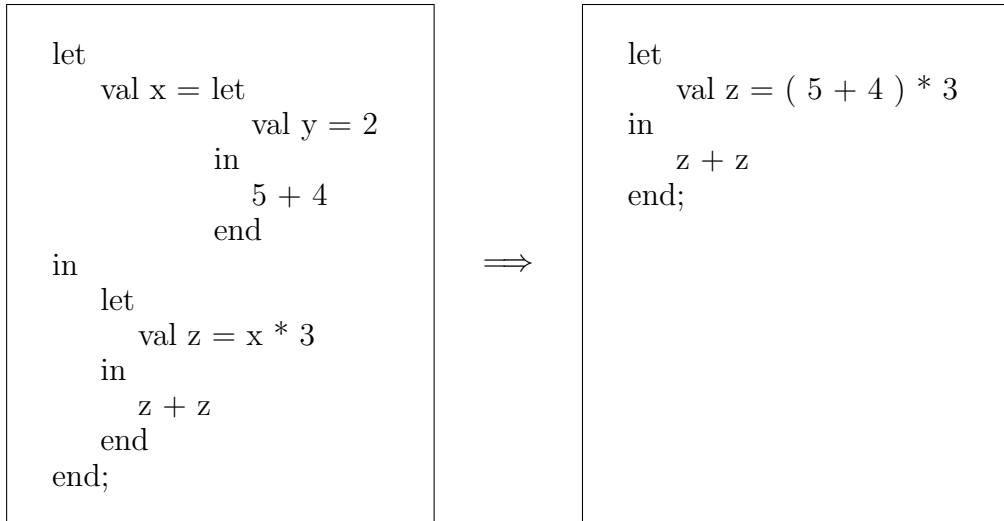 let
val x = let
val y = 2
in
5 + 4
end
in
let
val z = x * 3
in
z + z
end
end;
⟹
let
val z = ( 5 + 4 ) * 3
in
z + z
end;